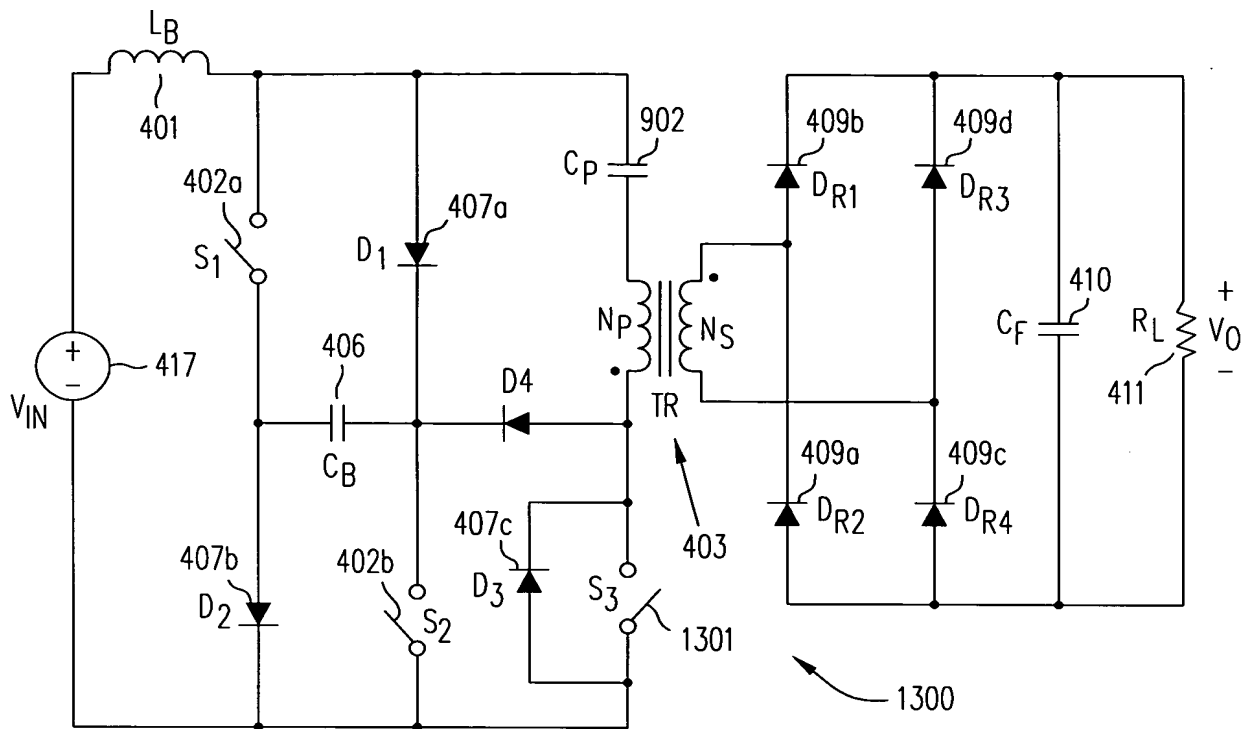 L_B
401
902
C_P
409b
409d
D_R1
D_R3
402a
S_1
407a
D_1
N_P
N_S
TR
403
410
C_F
R_L
411
+
V_O
−
+
−
417
V_IN
406
C_B
D4
409a
409c
D_R2
D_R4
407b
D_2
402b
S_2
407c
D_3
S_3
1301
1300